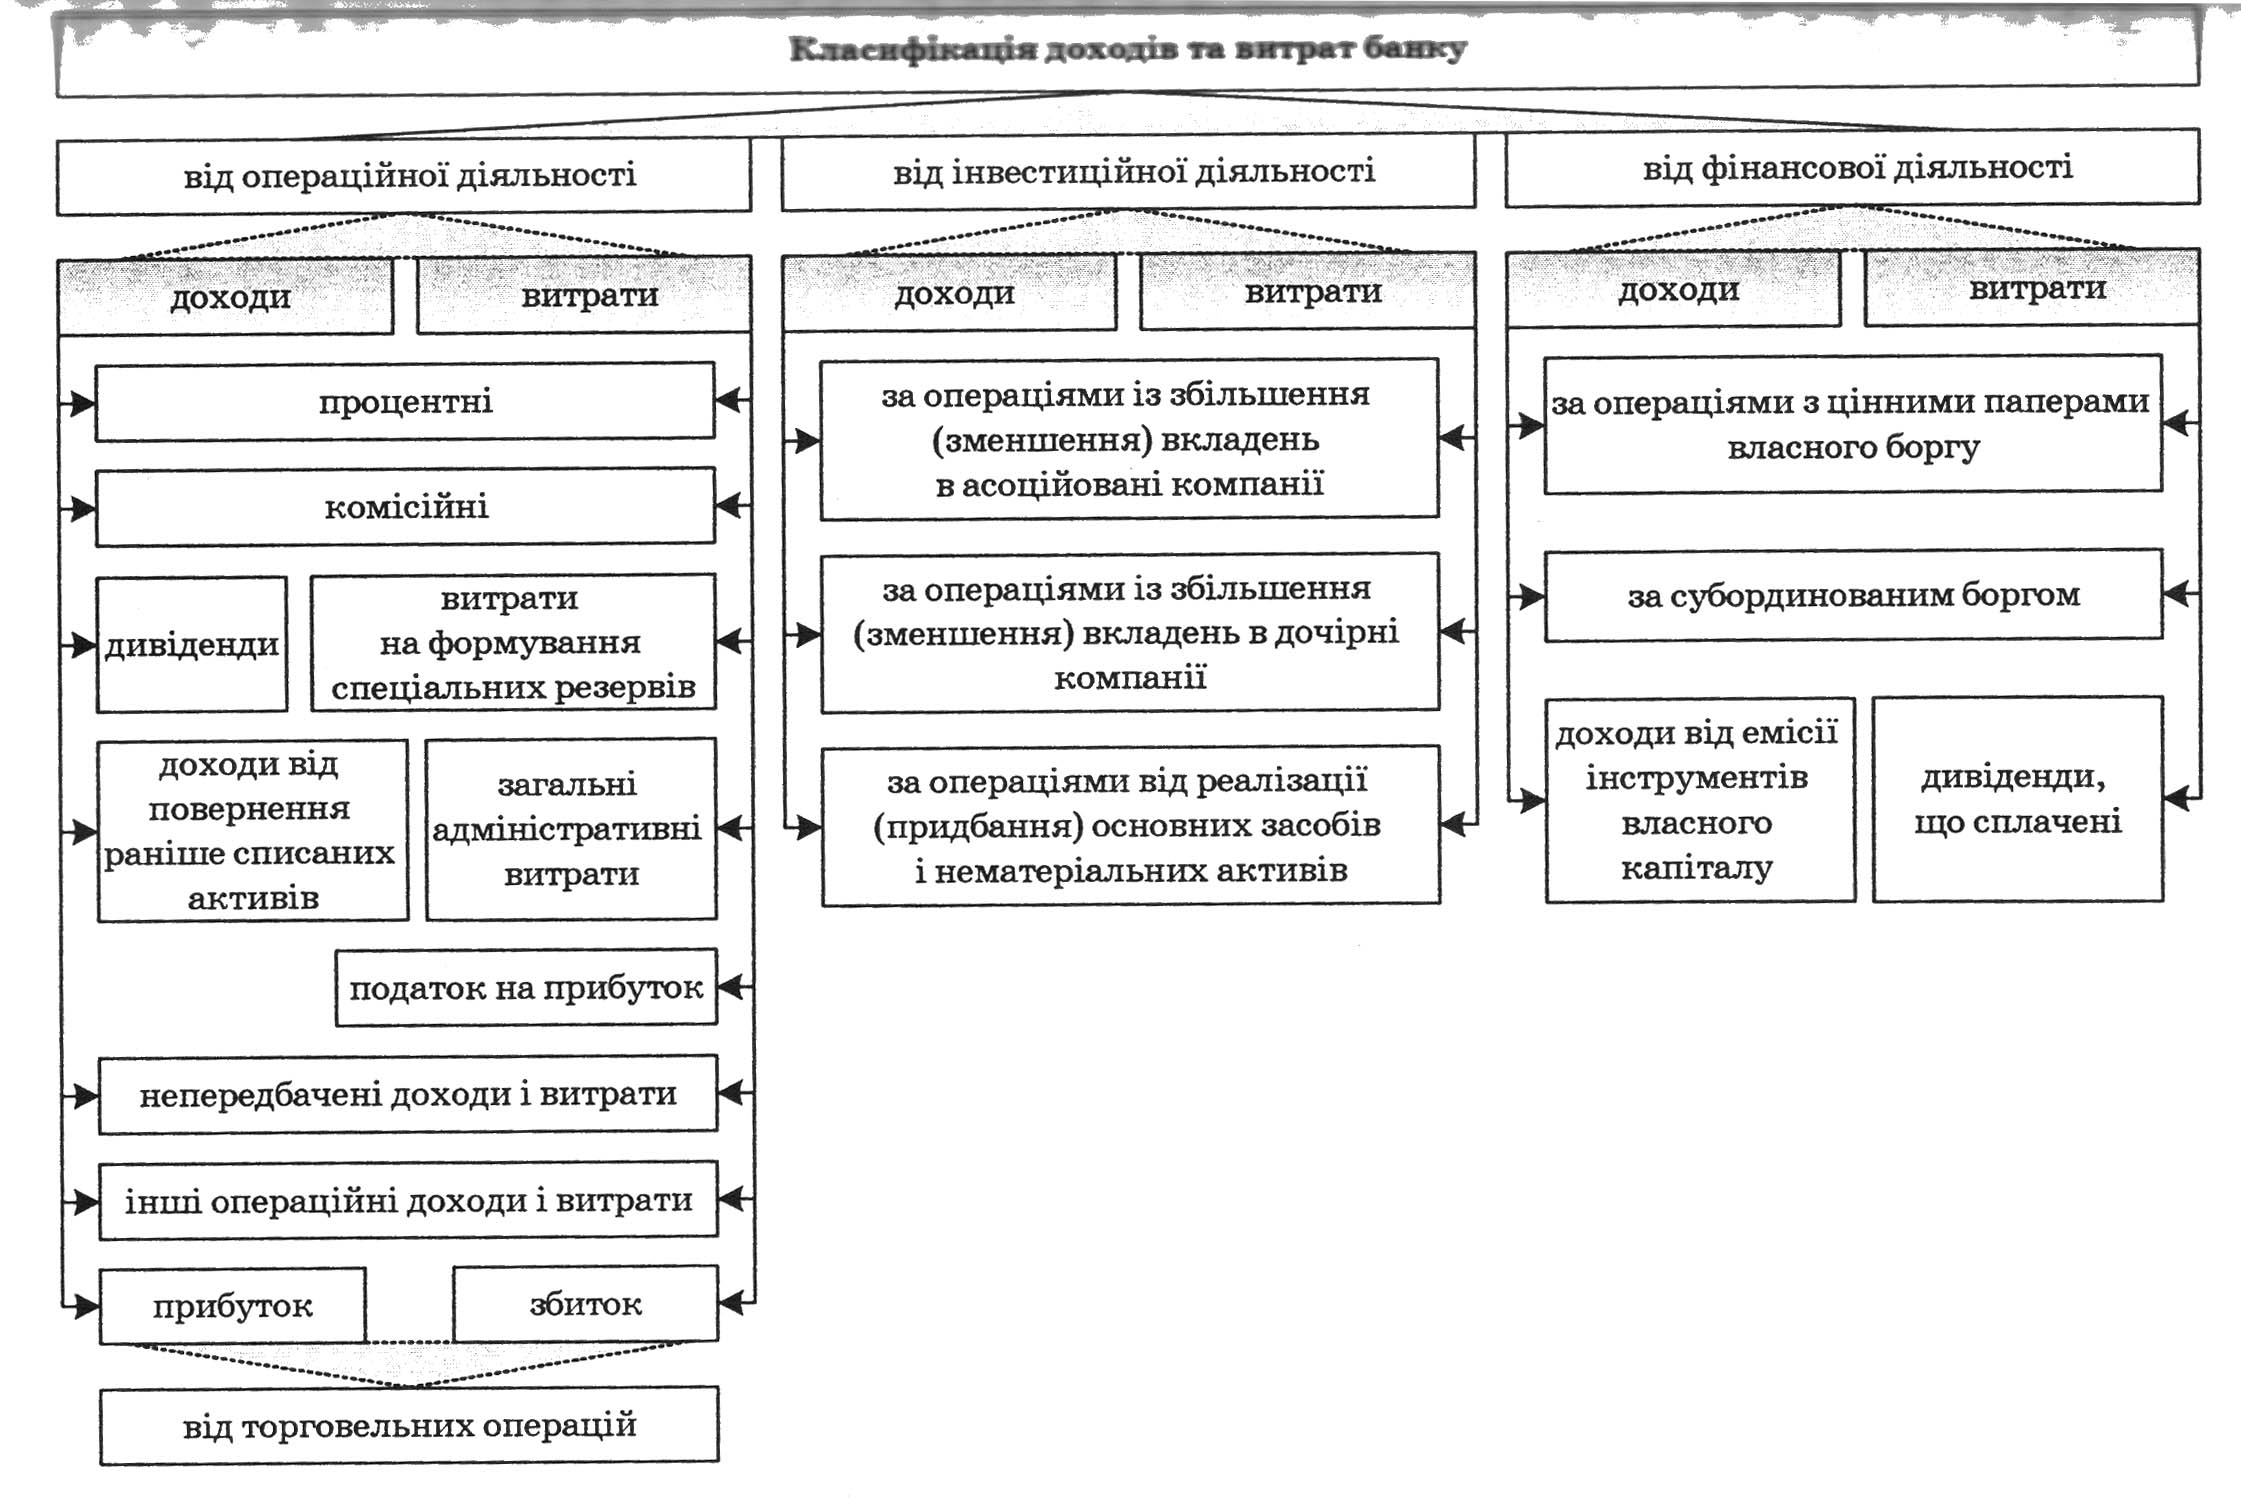 Класифікація доходів та витрат банку
від операційної діяльності
від інвестиційної діяльності
від фінансової діяльності
доходи
витрати
доходи
витрати
доходи
витрати
процентні
комісійні
дивіденди
витрати
на формування
спеціальних резервів
доходи від
повернення
раніше списаних
активів
загальні
адміністративні
витрати
податок на прибуток
непередбачені доходи і витрати
інші операційні доходи і витрати
прибуток
збиток
від торговельних операцій
за операціями із збільшення
(зменшення) вкладень
в асоційовані компанії
за операціями із збільшення
(зменшення) вкладень в дочірні
компанії
за операціями від реалізації
(придбання) основних засобів
і нематеріальних активів
за операціями з цінними паперами
власного боргу
за субординованим боргом
доходи від емісії
інструментів
власного
капіталу
дивіденди,
що сплачені